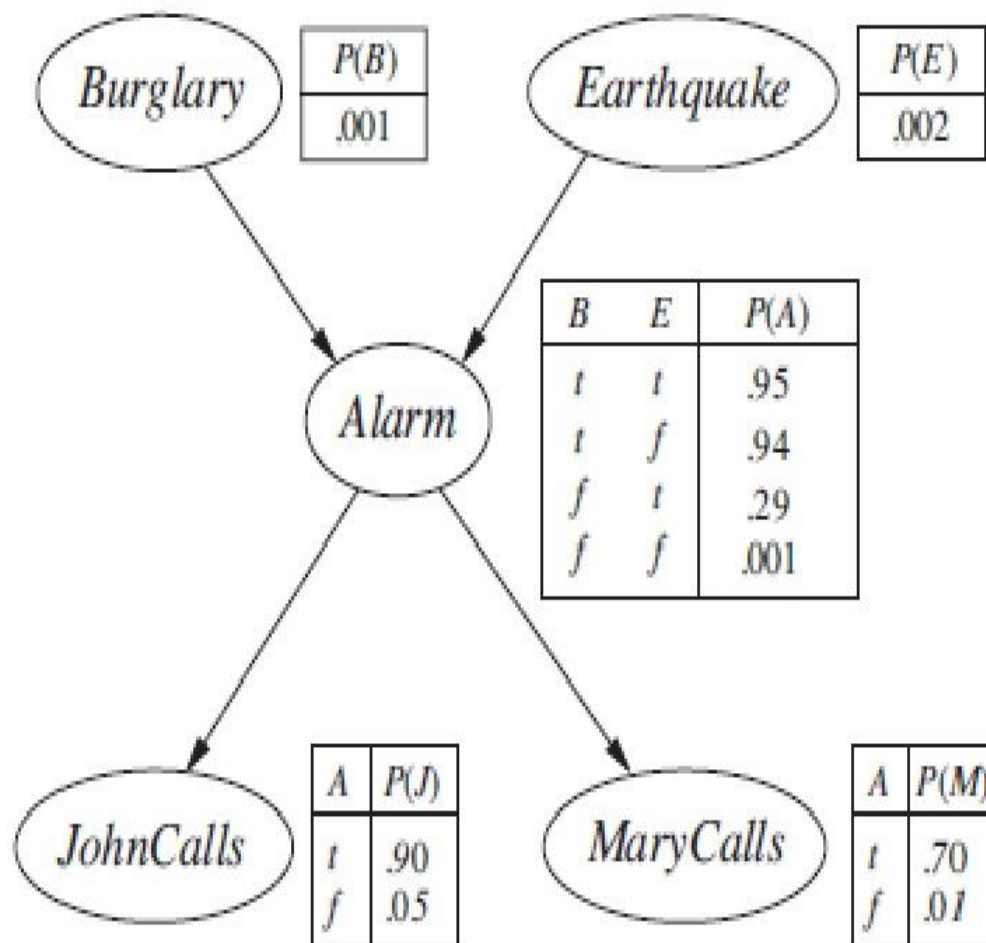 Burglary
P(B)
.001
Earthquake
P(E)
.002
Alarm
B E P(A)
t t .95
t f .94
f t .29
f f .001
JohnCalls
A P(J)
t .90
f .05
MaryCalls
A P(M)
t .70
f .01